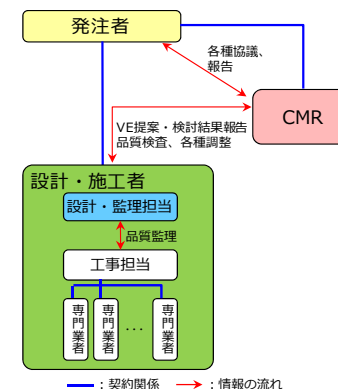 発注者
各種協議、
報告
CMR
VE提案・検討結果報告
品質検査、各種調整
設計・施工者
設計・監理担当
品質監理
工事担当
専門業者
専門業者
...
専門業者
：契約関係
：情報の流れ